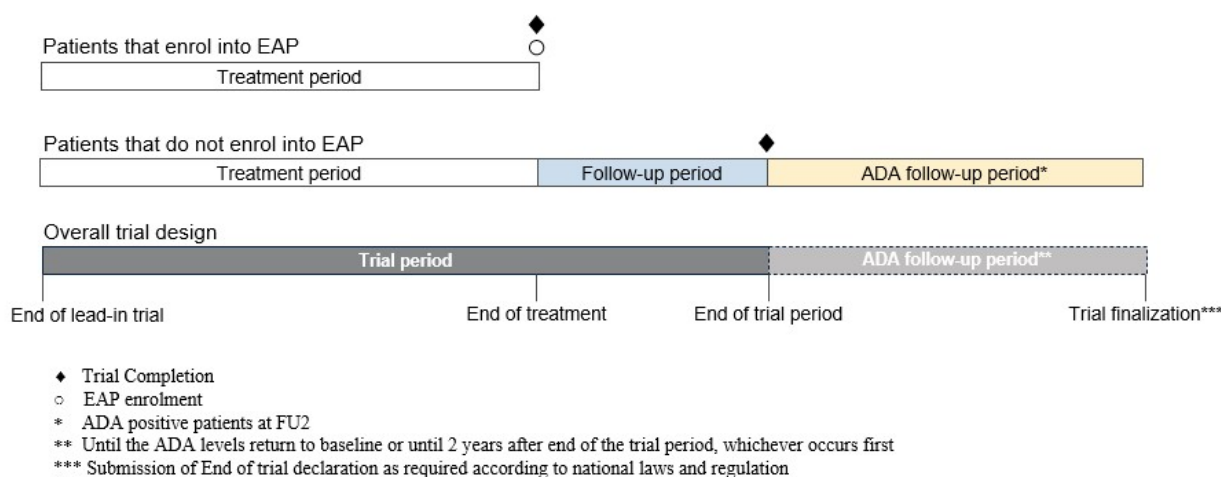 Patients that enrol into EAP
Treatment period
Patients that do not enrol into EAP
Treatment period Follow-up period ADA follow-up period*
Overall trial design
Trial period ADA follow-up period**
End of lead-in trial End of treatment End of trial period Trial finalization***
♦ Trial Completion
○ EAP enrolment
* ADA positive patients at FU2
** Until the ADA levels return to baseline or until 2 years after end of the trial period, whichever occurs first
*** Submission of End of trial declaration as required according to national laws and regulation